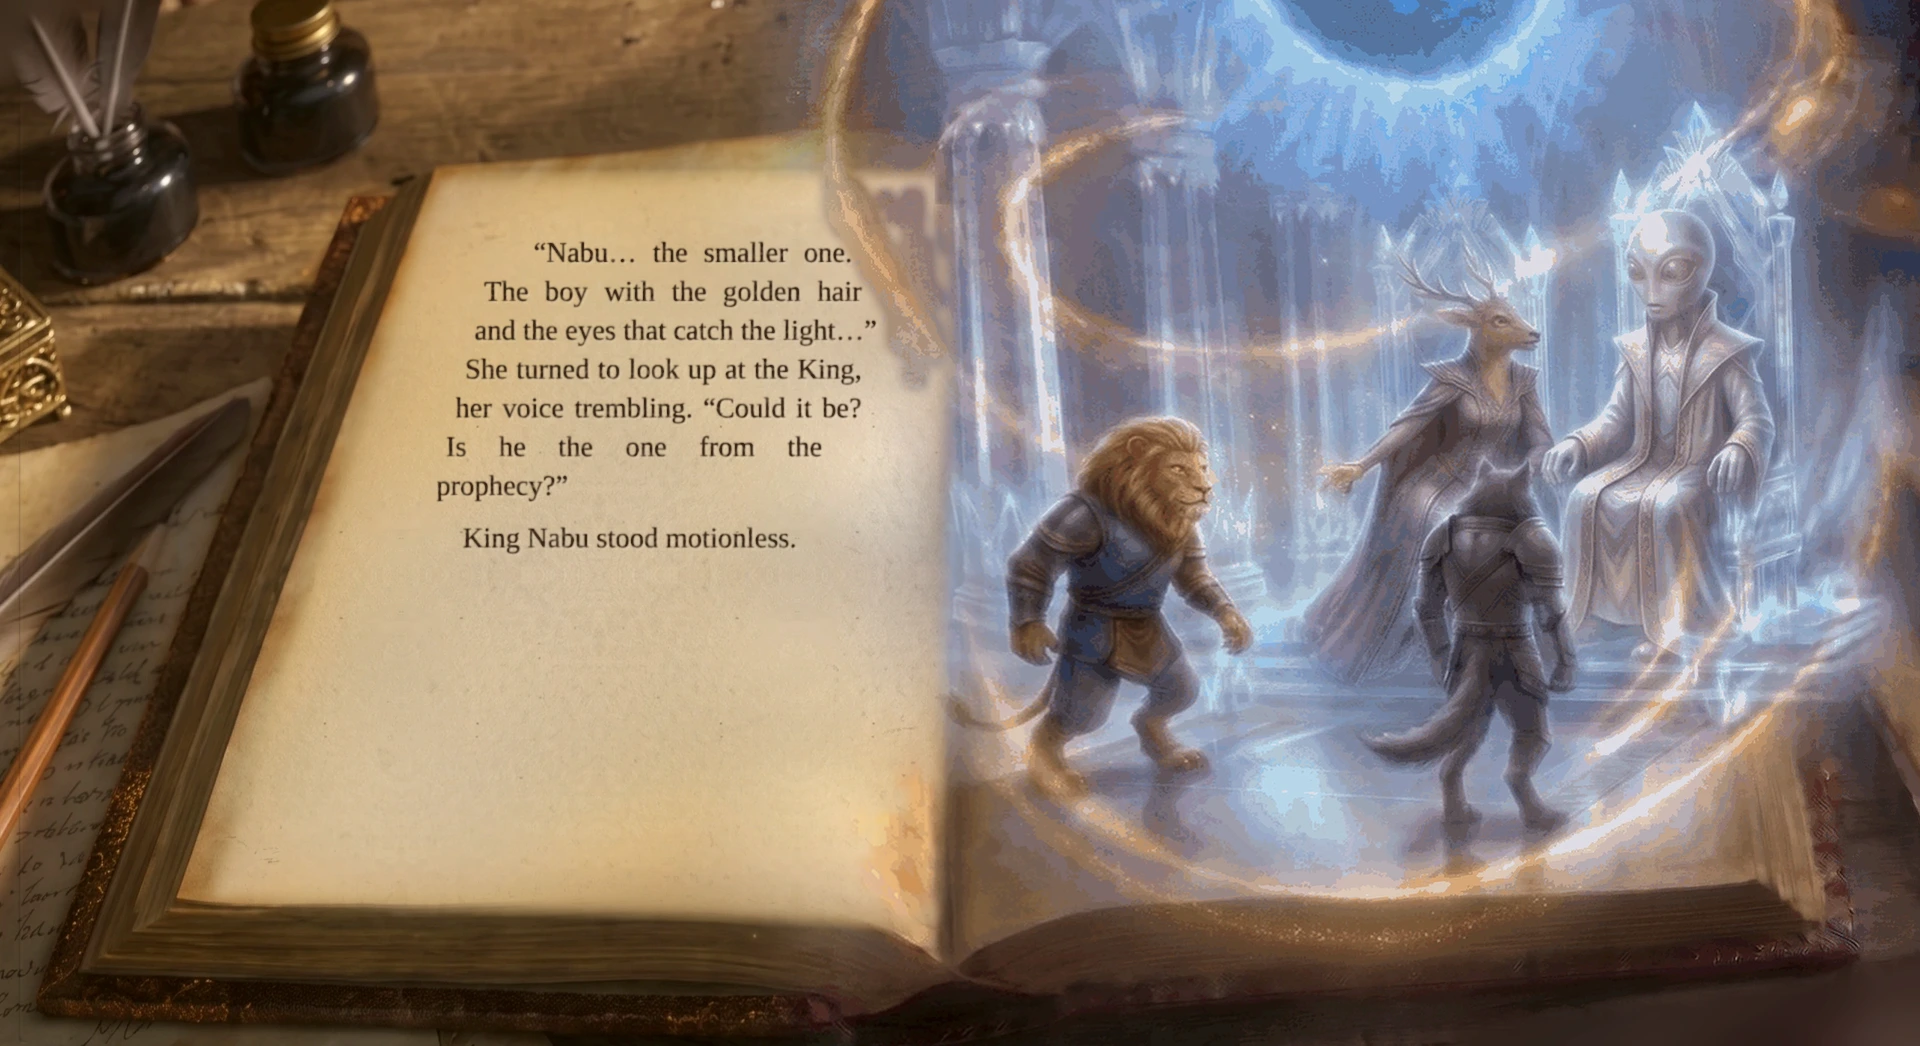 “Nabu… the smaller one.
The boy with the golden hair
and the eyes that catch the light…”
She turned to look up at the King,
her voice trembling. “Could it be?
Is he the one from the
prophecy?”
King Nabu stood motionless.